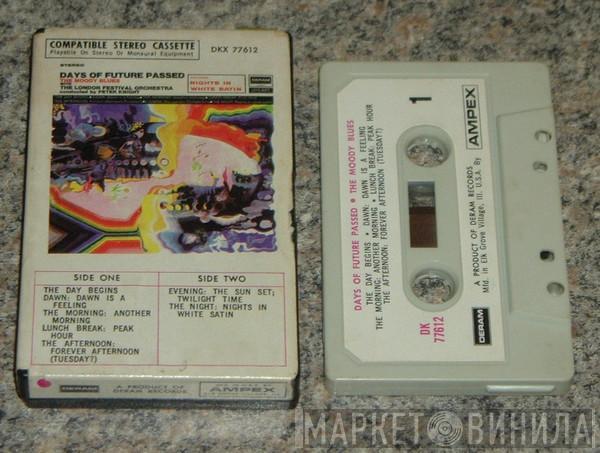 COMPATIBLE STEREO CASSETTE
Playable On Stereo Or Monaural Equipment
DKX 77612
STEREO
DAYS OF FUTURE PASSED
THE MOODY BLUES
THE LONDON FESTIVAL ORCHESTRA
conducted by PETER KNIGHT
NIGHTS IN
WHITE SATIN
DERAM
SIDE ONE
THE DAY BEGINS
DAWN: DAWN IS A
FEELING
THE MORNING: ANOTHER
MORNING
LUNCH BREAK: PEAK
HOUR
THE AFTERNOON:
FOREVER AFTERNOON
(TUESDAY?)
SIDE TWO
EVENING: THE SUN SET;
TWILIGHT TIME
THE NIGHT: NIGHTS IN
WHITE SATIN
DERAM
A PRODUCT OF
DERAM RECORDS
AMPEX
1
AMPEX
DAYS OF FUTURE PASSED • THE MOODY BLUES
THE DAY BEGINS • DAWN: DAWN IS A FEELING
THE MORNING: ANOTHER MORNING • LUNCH BREAK: PEAK HOUR
THE AFTERNOON: FOREVER AFTERNOON (TUESDAY?)
DK
77612
A PRODUCT OF DERAM RECORDS
Mfd. in Elk Grove Village, Ill. U.S.A. By
DERAM
МАРКЕТ ВИНИЛА